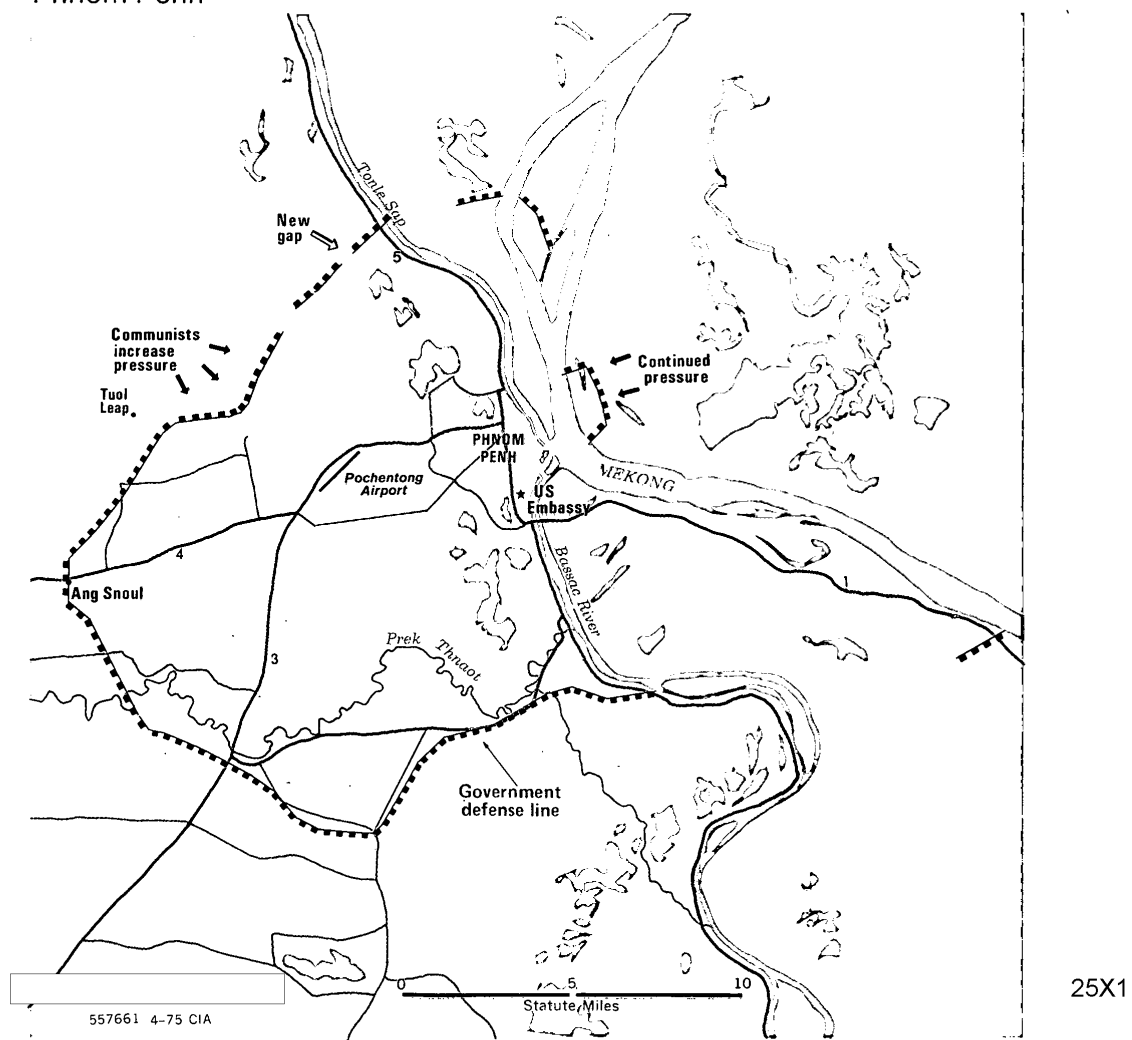 Tonle Sap
New
gap
5
Communists
increase
pressure
Continued
pressure
Tuol
Leap
PHNOM
PENH
MEKONG
Pochentong
Airport
US
Embassy
4
Bassac River
1
Ang Snoul
3
Prek Thnaot
Government
defense line
0 5 10
Statute Miles
25X1
557661 4-75 CIA